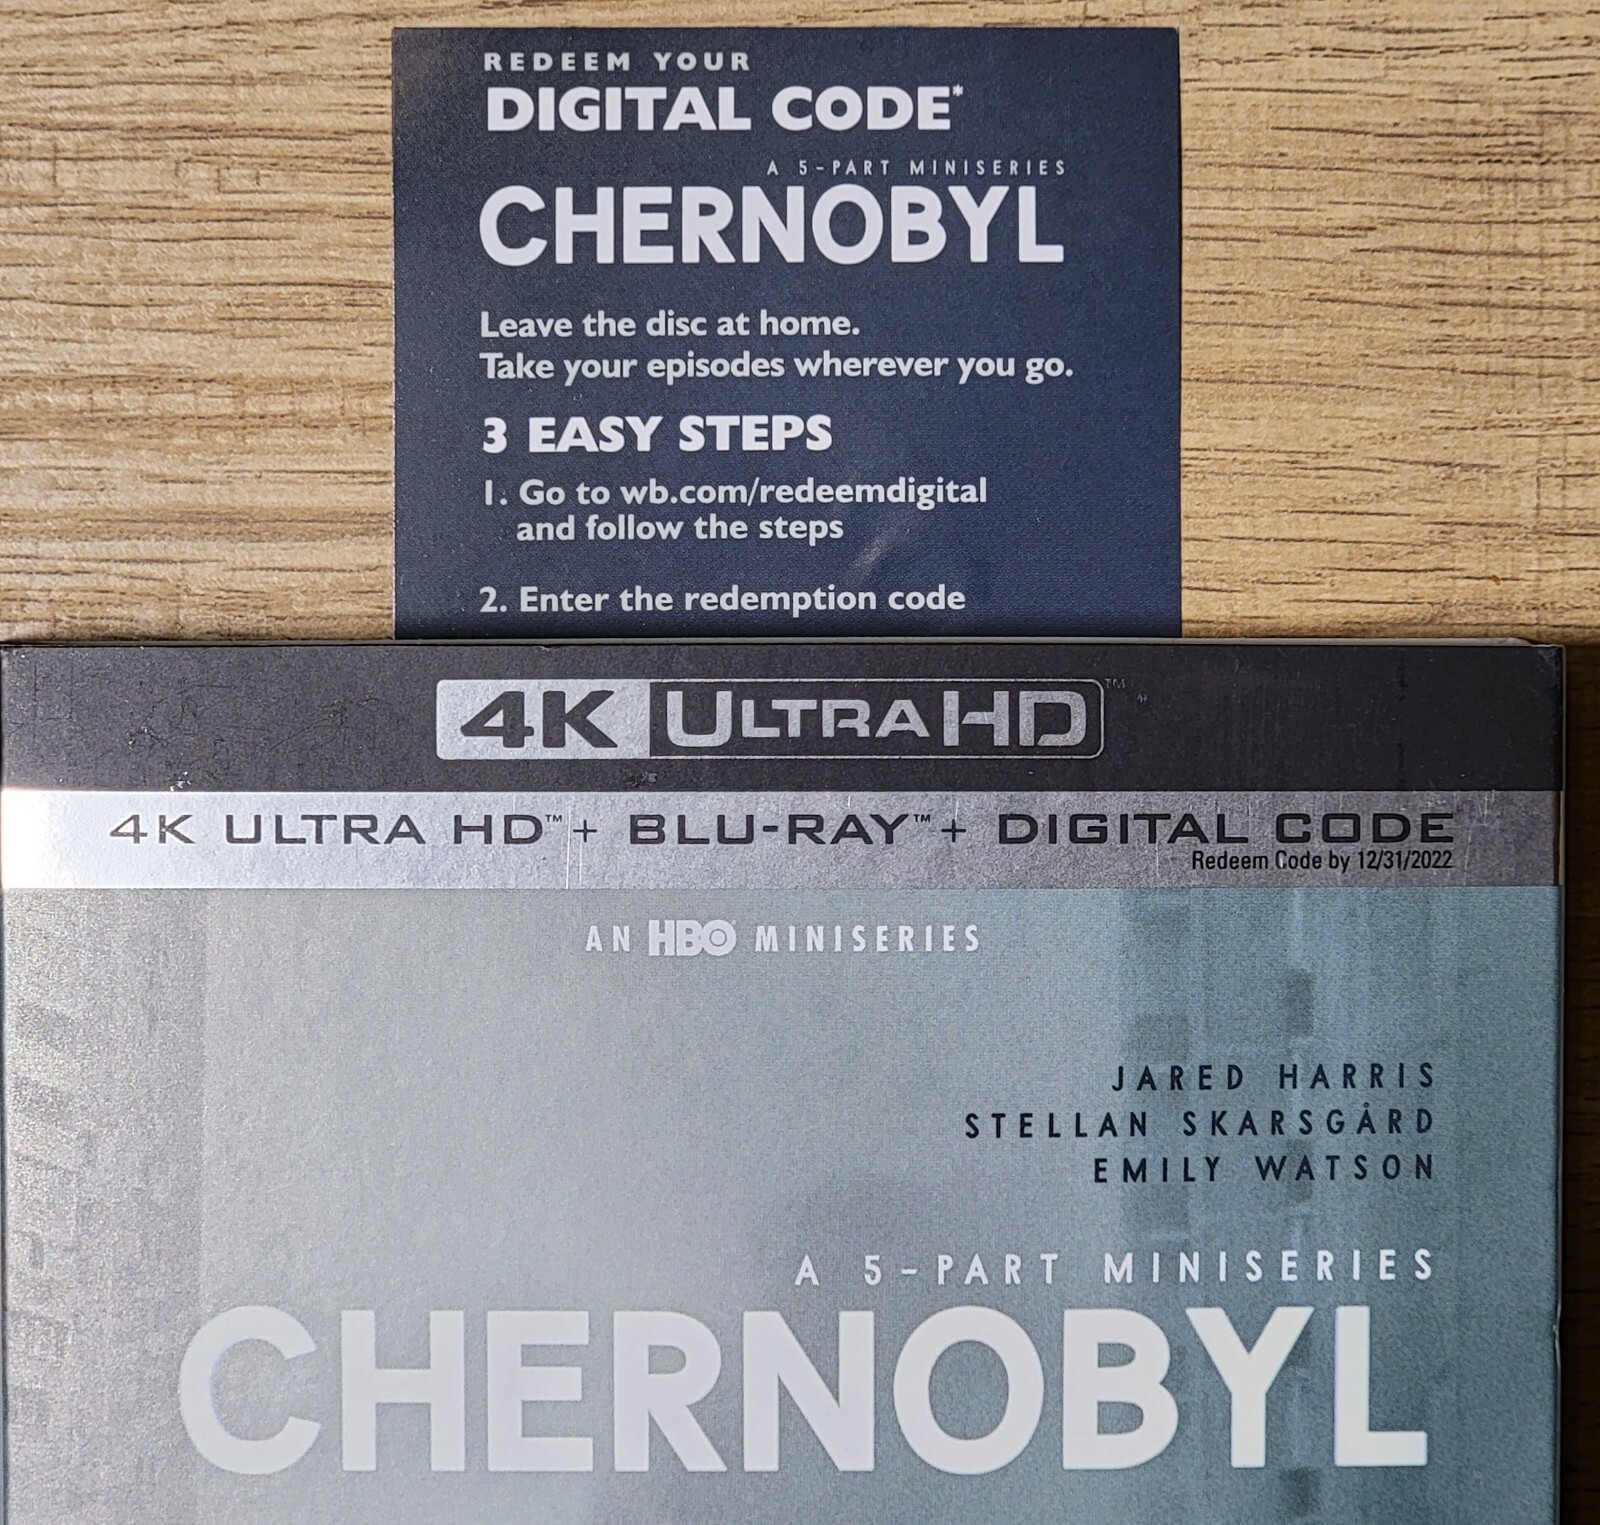 REDEEM YOUR
DIGITAL CODE*
A 5-PART MINISERIES
CHERNOBYL
Leave the disc at home.
Take your episodes wherever you go.
3 EASY STEPS
1. Go to wb.com/redeemdigital
and follow the steps
2. Enter the redemption code
4K ULTRA HD™
4K ULTRA HD™ + BLU-RAY™ + DIGITAL CODE
Redeem Code by 12/31/2022
AN HBO MINISERIES
JARED HARRIS
STELLAN SKARSGÅRD
EMILY WATSON
A 5-PART MINISERIES
CHERNOBYL